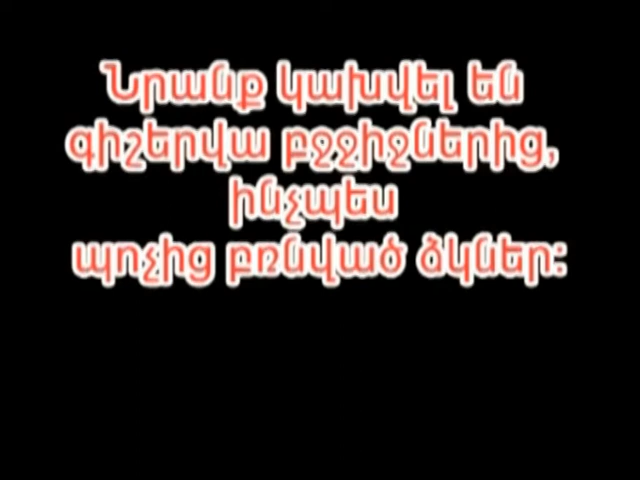 Նրանք կախվել են
գիշերվա բջջիջներից,
ինչպես
պոչից բռնված ձկներ: